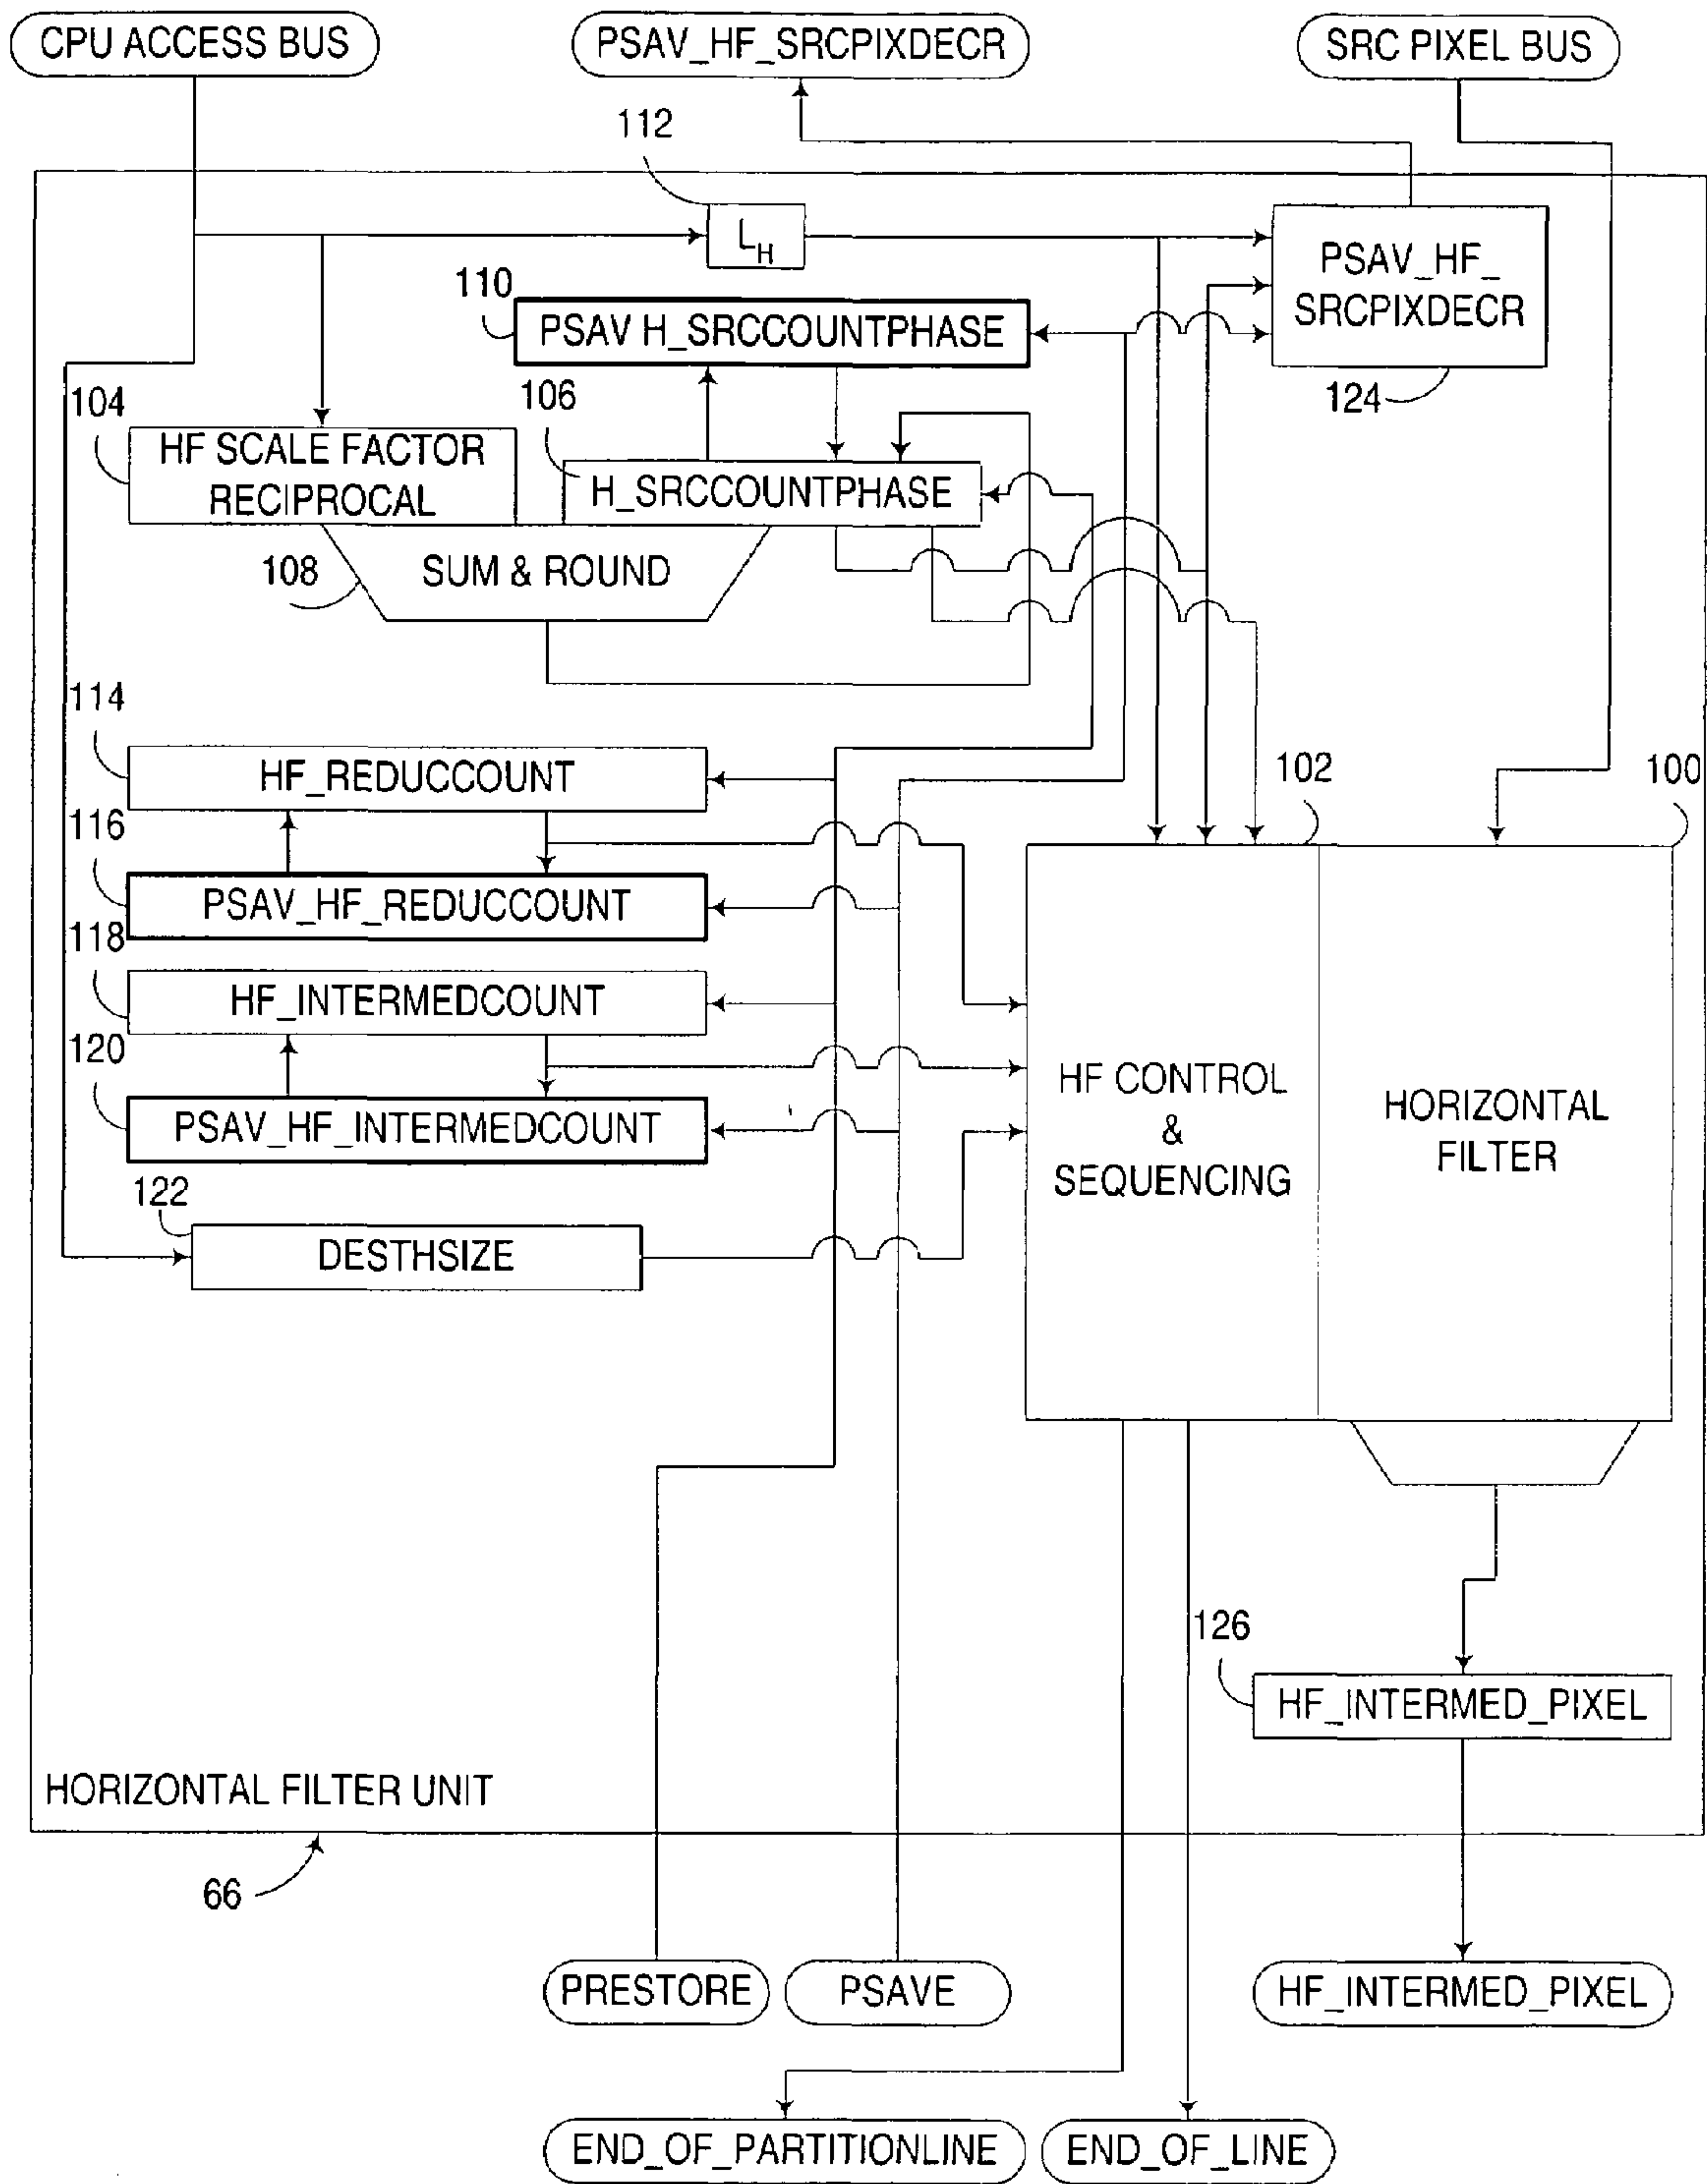 CPU ACCESS BUS
PSAV_HF_SRCPIXDECR
SRC PIXEL BUS
112
L_H
PSAV_HF_
SRCPIXDECR
124
110
PSAV H_SRCCOUNTPHASE
104
HF SCALE FACTOR
RECIPROCAL
106
H_SRCCOUNTPHASE
108
SUM & ROUND
114
HF_REDUCCOUNT
116
PSAV_HF_REDUCCOUNT
118
HF_INTERMEDCOUNT
120
PSAV_HF_INTERMEDCOUNT
122
DESTHSIZE
102
100
HF CONTROL
&
SEQUENCING
HORIZONTAL
FILTER
126
HF_INTERMED_PIXEL
HORIZONTAL FILTER UNIT
66
PRESTORE
PSAVE
HF_INTERMED_PIXEL
END_OF_PARTITIONLINE
END_OF_LINE